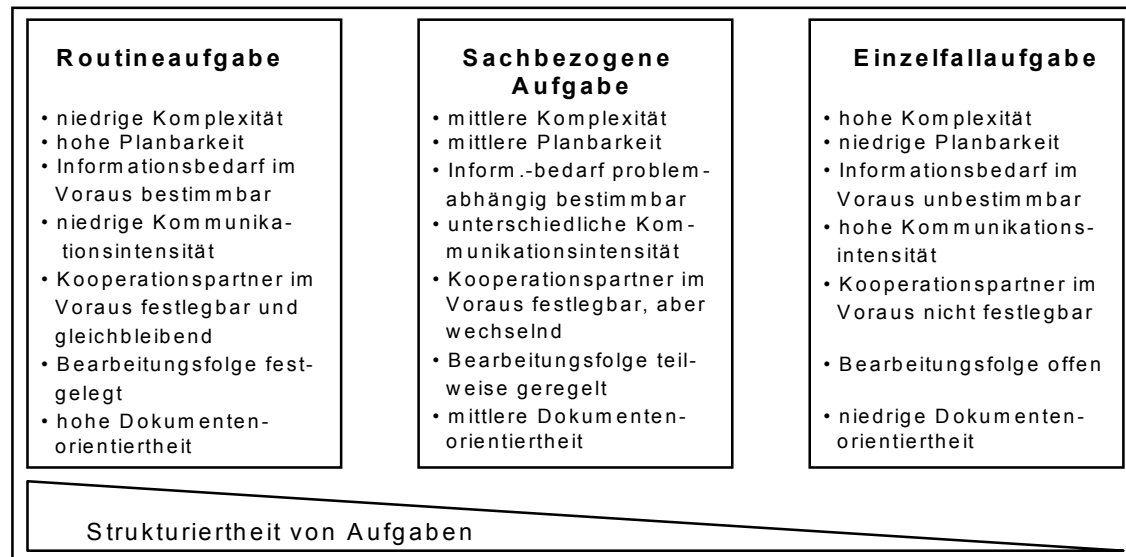 Routineaufgabe
• niedrige Komplexität
• hohe Planbarkeit
• Informationsbedarf im
Voraus bestimmbar
• niedrige Kommunika-
tionsintensität
• Kooperationspartner im
Voraus festlegbar und
gleichbleibend
• Bearbeitungsfolge fest-
gelegt
• hohe Dokumenten-
orientiertheit
Sachbezogene
Aufgabe
• mittlere Komplexität
• mittlere Planbarkeit
• Inform.-bedarf problem-
abhängig bestimmbar
• unterschiedliche Kom-
munikationsintensität
• Kooperationspartner im
Voraus festlegbar, aber
wechselnd
• Bearbeitungsfolge teil-
weise geregelt
• mittlere Dokumenten-
orientiertheit
Einzelfallaufgabe
• hohe Komplexität
• niedrige Planbarkeit
• Informationsbedarf im
Voraus unbestimmbar
• hohe Kommunikations-
intensität
• Kooperationspartner im
Voraus nicht festlegbar
• Bearbeitungsfolge offen
• niedrige Dokumenten-
orientiertheit
Strukturiertheit von Aufgaben